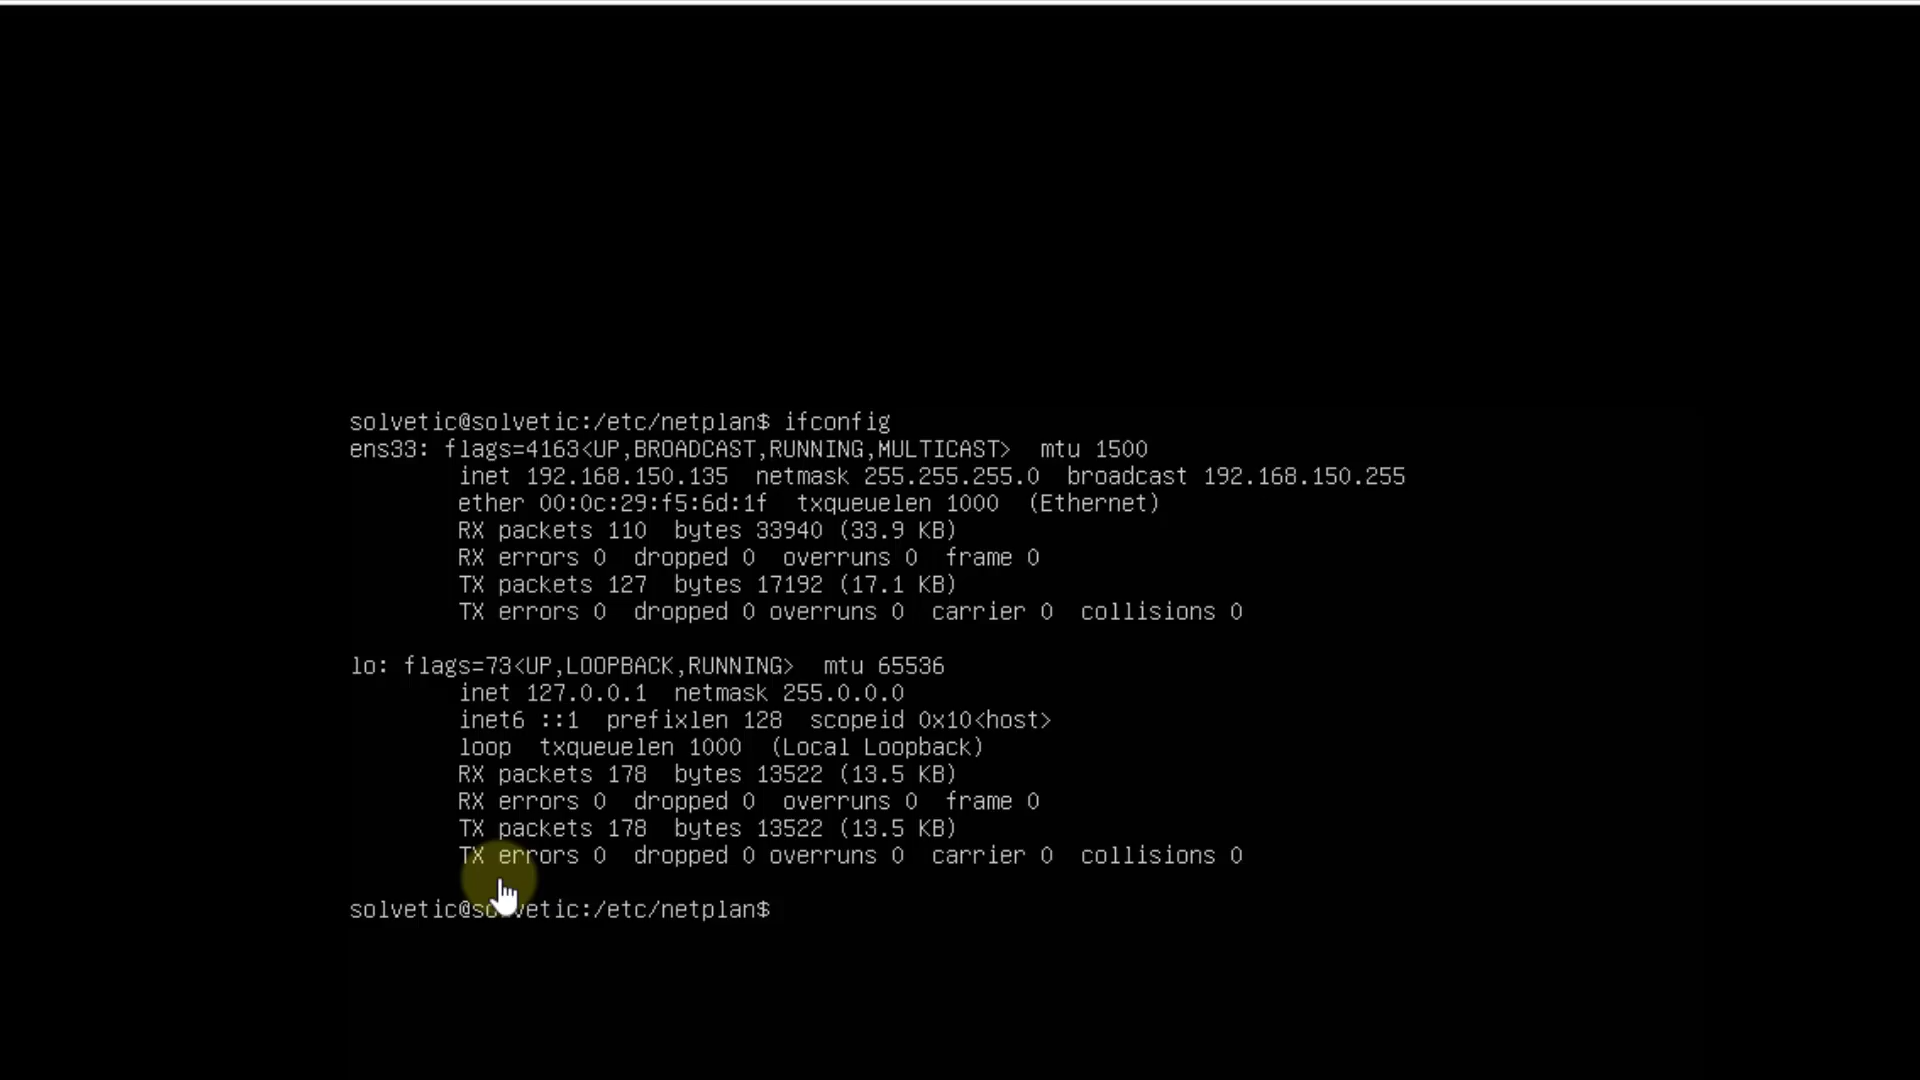 solvetic@solvetic:/etc/netplan$ ifconfig
ens33: flags=4163<UP,BROADCAST,RUNNING,MULTICAST>  mtu 1500
inet 192.168.150.135  netmask 255.255.255.0  broadcast 192.168.150.255
ether 00:0c:29:f5:6d:1f  txqueuelen 1000  (Ethernet)
RX packets 110  bytes 33940 (33.9 KB)
RX errors 0  dropped 0  overruns 0  frame 0
TX packets 127  bytes 17192 (17.1 KB)
TX errors 0  dropped 0 overruns 0  carrier 0  collisions 0
lo: flags=73<UP,LOOPBACK,RUNNING>  mtu 65536
inet 127.0.0.1  netmask 255.0.0.0
inet6 ::1  prefixlen 128  scopeid 0x10<host>
loop  txqueuelen 1000  (Local Loopback)
RX packets 178  bytes 13522 (13.5 KB)
RX errors 0  dropped 0  overruns 0  frame 0
TX packets 178  bytes 13522 (13.5 KB)
TX errors 0  dropped 0 overruns 0  carrier 0  collisions 0
solvetic@solvetic:/etc/netplan$